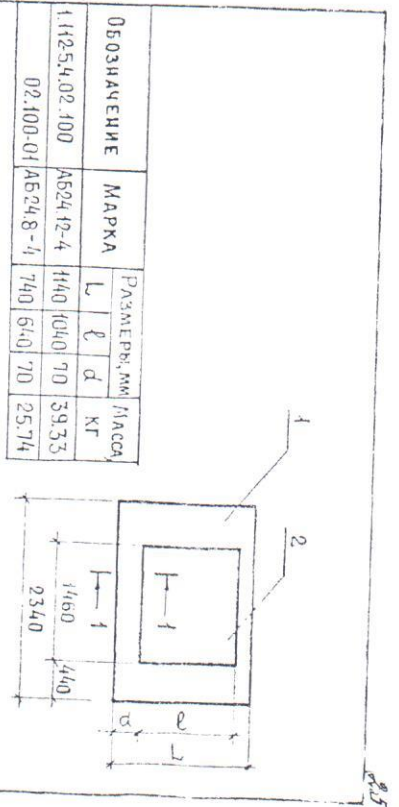 ОБОЗНАЧЕНИЕ МАРКА РАЗМЕРЫ, ММ МАССА, КГ
L ℓ d
1.112-5.4.02.100 АБ24.12-4 1140 1040 70 39.33
02.100-01 АБ24.8-4 740 640 70 25.74
1
2
1
1
1460
440
2340
d
ℓ
L